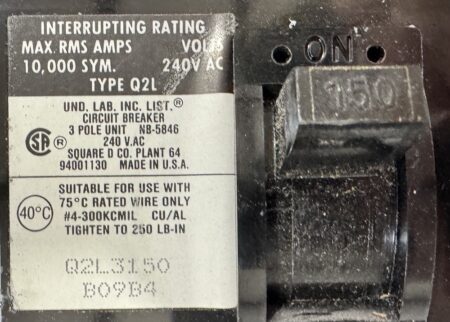 INTERRUPTING RATING
MAX. RMS AMPS VOLTS
10,000 SYM. 240V AC
TYPE Q2L
UND. LAB. INC. LIST.®
CIRCUIT BREAKER
3 POLE UNIT NB-5846
SA ® 240 V.AC
SQUARE D CO. PLANT 64
94001130 MADE IN U.S.A.
SUITABLE FOR USE WITH
40°C 75°C RATED WIRE ONLY
#4-300KCMIL CU/AL
TIGHTEN TO 250 LB-IN
Q2L3150
B09B4
ON
150